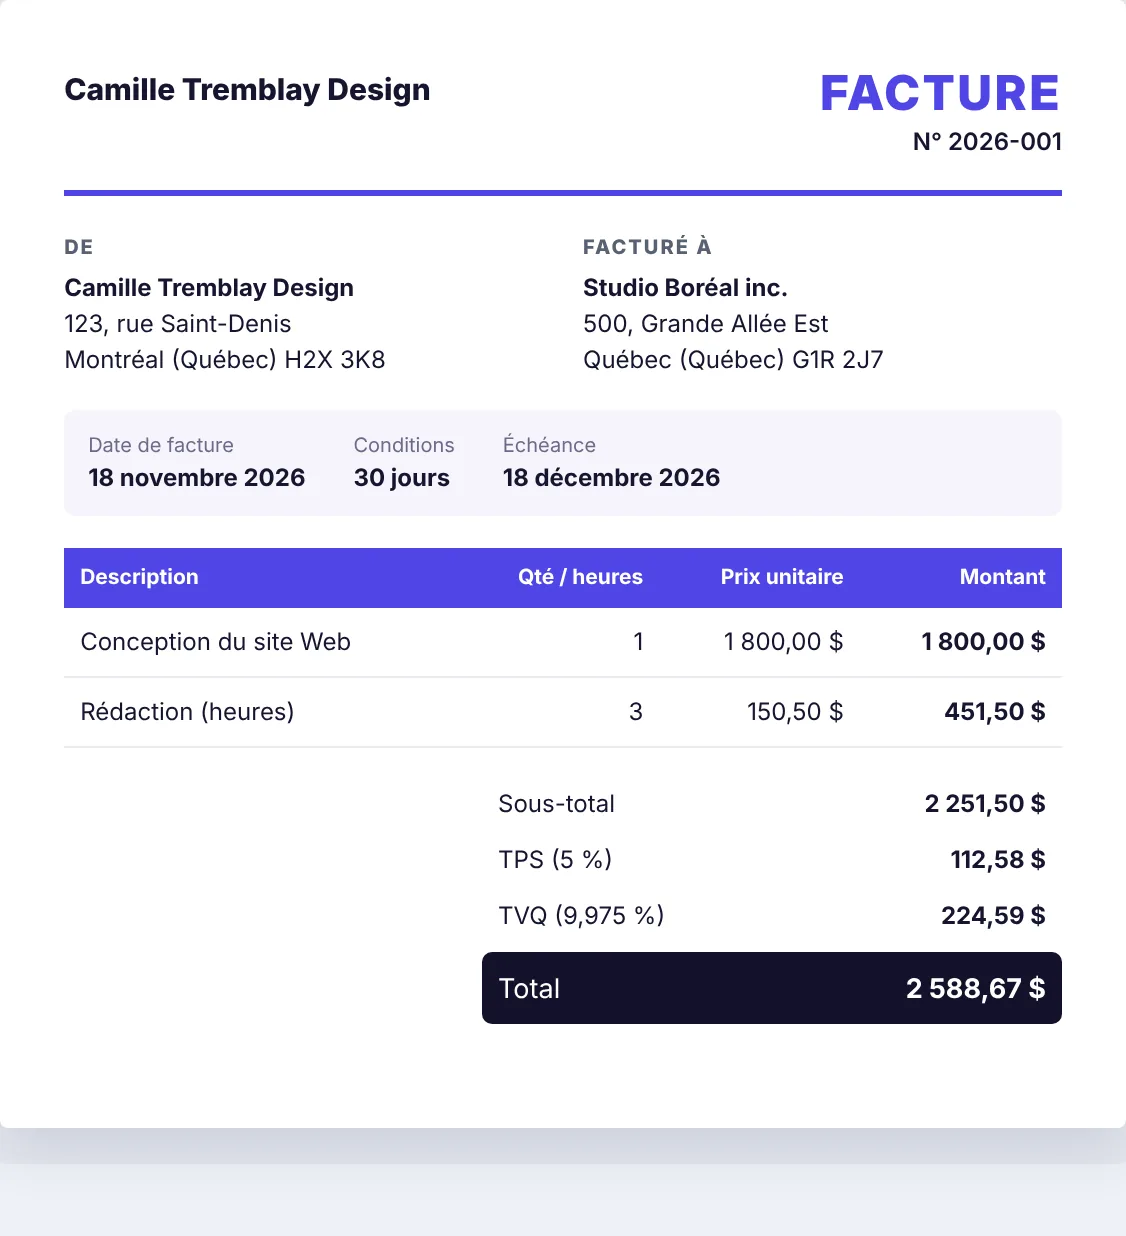 Camille Tremblay Design
FACTURE
N° 2026-001
DE
Camille Tremblay Design
123, rue Saint-Denis
Montréal (Québec) H2X 3K8
FACTURÉ À
Studio Boréal inc.
500, Grande Allée Est
Québec (Québec) G1R 2J7
Date de facture
18 novembre 2026
Conditions
30 jours
Échéance
18 décembre 2026
Description Qté / heures Prix unitaire Montant
Conception du site Web 1 1 800,00 $ 1 800,00 $
Rédaction (heures) 3 150,50 $ 451,50 $
Sous-total 2 251,50 $
TPS (5 %) 112,58 $
TVQ (9,975 %) 224,59 $
Total 2 588,67 $